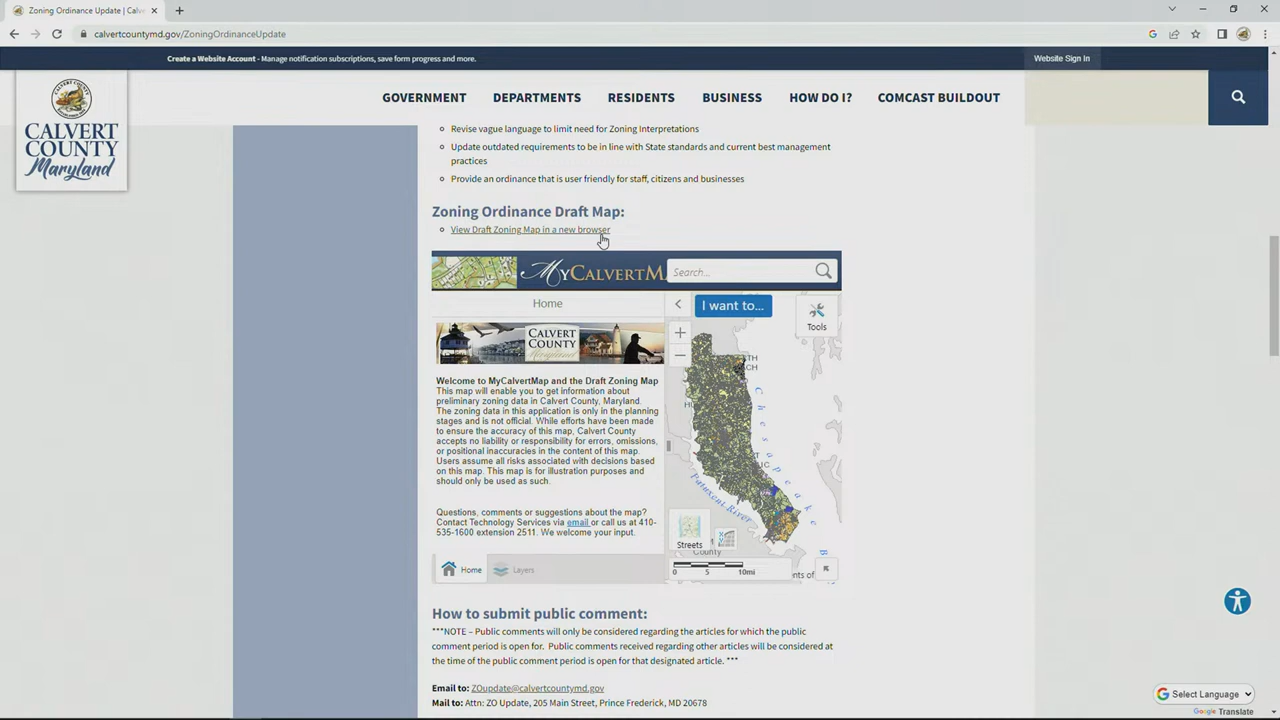 Zoning Ordinance Update | Calv
calvertcountymd.gov/ZoningOrdinanceUpdate
Create a Website Account - Manage notification subscriptions, save form progress and more.
Website Sign In
CALVERT
COUNTY
Maryland
GOVERNMENT DEPARTMENTS RESIDENTS BUSINESS HOW DO I? COMCAST BUILDOUT
Revise vague language to limit need for Zoning Interpretations
Update outdated requirements to be in line with State standards and current best management
practices
Provide an ordinance that is user friendly for staff, citizens and businesses
Zoning Ordinance Draft Map:
View Draft Zoning Map in a new browser
MYCALVERTMA
Search...
Home
I want to...
Tools
CALVERT
COUNTY
Maryland
Welcome to MyCalvertMap and the Draft Zoning Map
This map will enable you to get information about
preliminary zoning data in Calvert County, Maryland.
The zoning data in this application is only in the planning
stages and is not official. While efforts have been made
to ensure the accuracy of this map, Calvert County
accepts no liability or responsibility for errors, omissions,
or positional inaccuracies in the content of this map.
Users assume all risks associated with decisions based
on this map. This map is for illustration purposes and
should only be used as such.
Questions, comments or suggestions about the map?
Contact Technology Services via email or call us at 410-
535-1600 extension 2511. We welcome your input.
Home
Layers
Chesapeake
Patuxent River
Streets
County
0 5 10mi
nts of
How to submit public comment:
***NOTE – Public comments will only be considered regarding the articles for which the public
comment period is open for. Public comments received regarding other articles will be considered at
the time of the public comment period is open for that designated article. ***
Email to: ZOupdate@calvertcountymd.gov
Mail to: Attn: ZO Update, 205 Main Street, Prince Frederick, MD 20678
Select Language
Google Translate